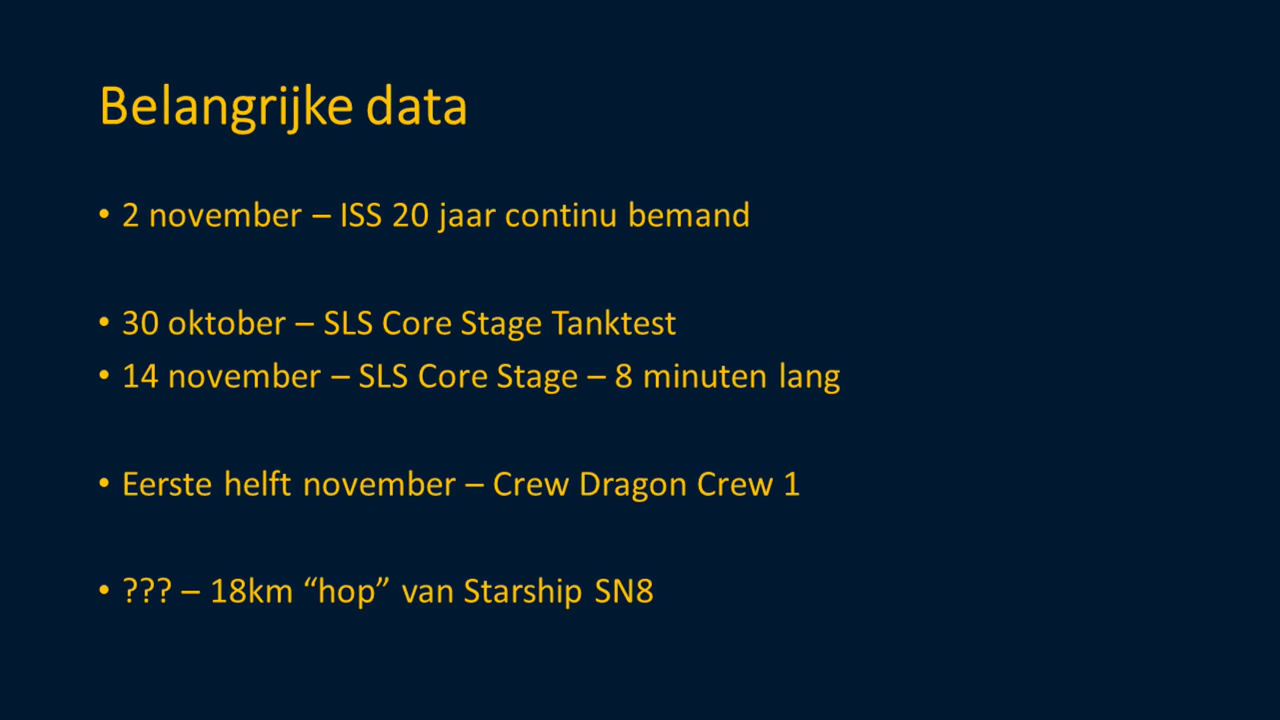 Belangrijke data
• 2 november – ISS 20 jaar continu bemand
• 30 oktober – SLS Core Stage Tanktest
• 14 november – SLS Core Stage – 8 minuten lang
• Eerste helft november – Crew Dragon Crew 1
• ??? – 18km “hop” van Starship SN8